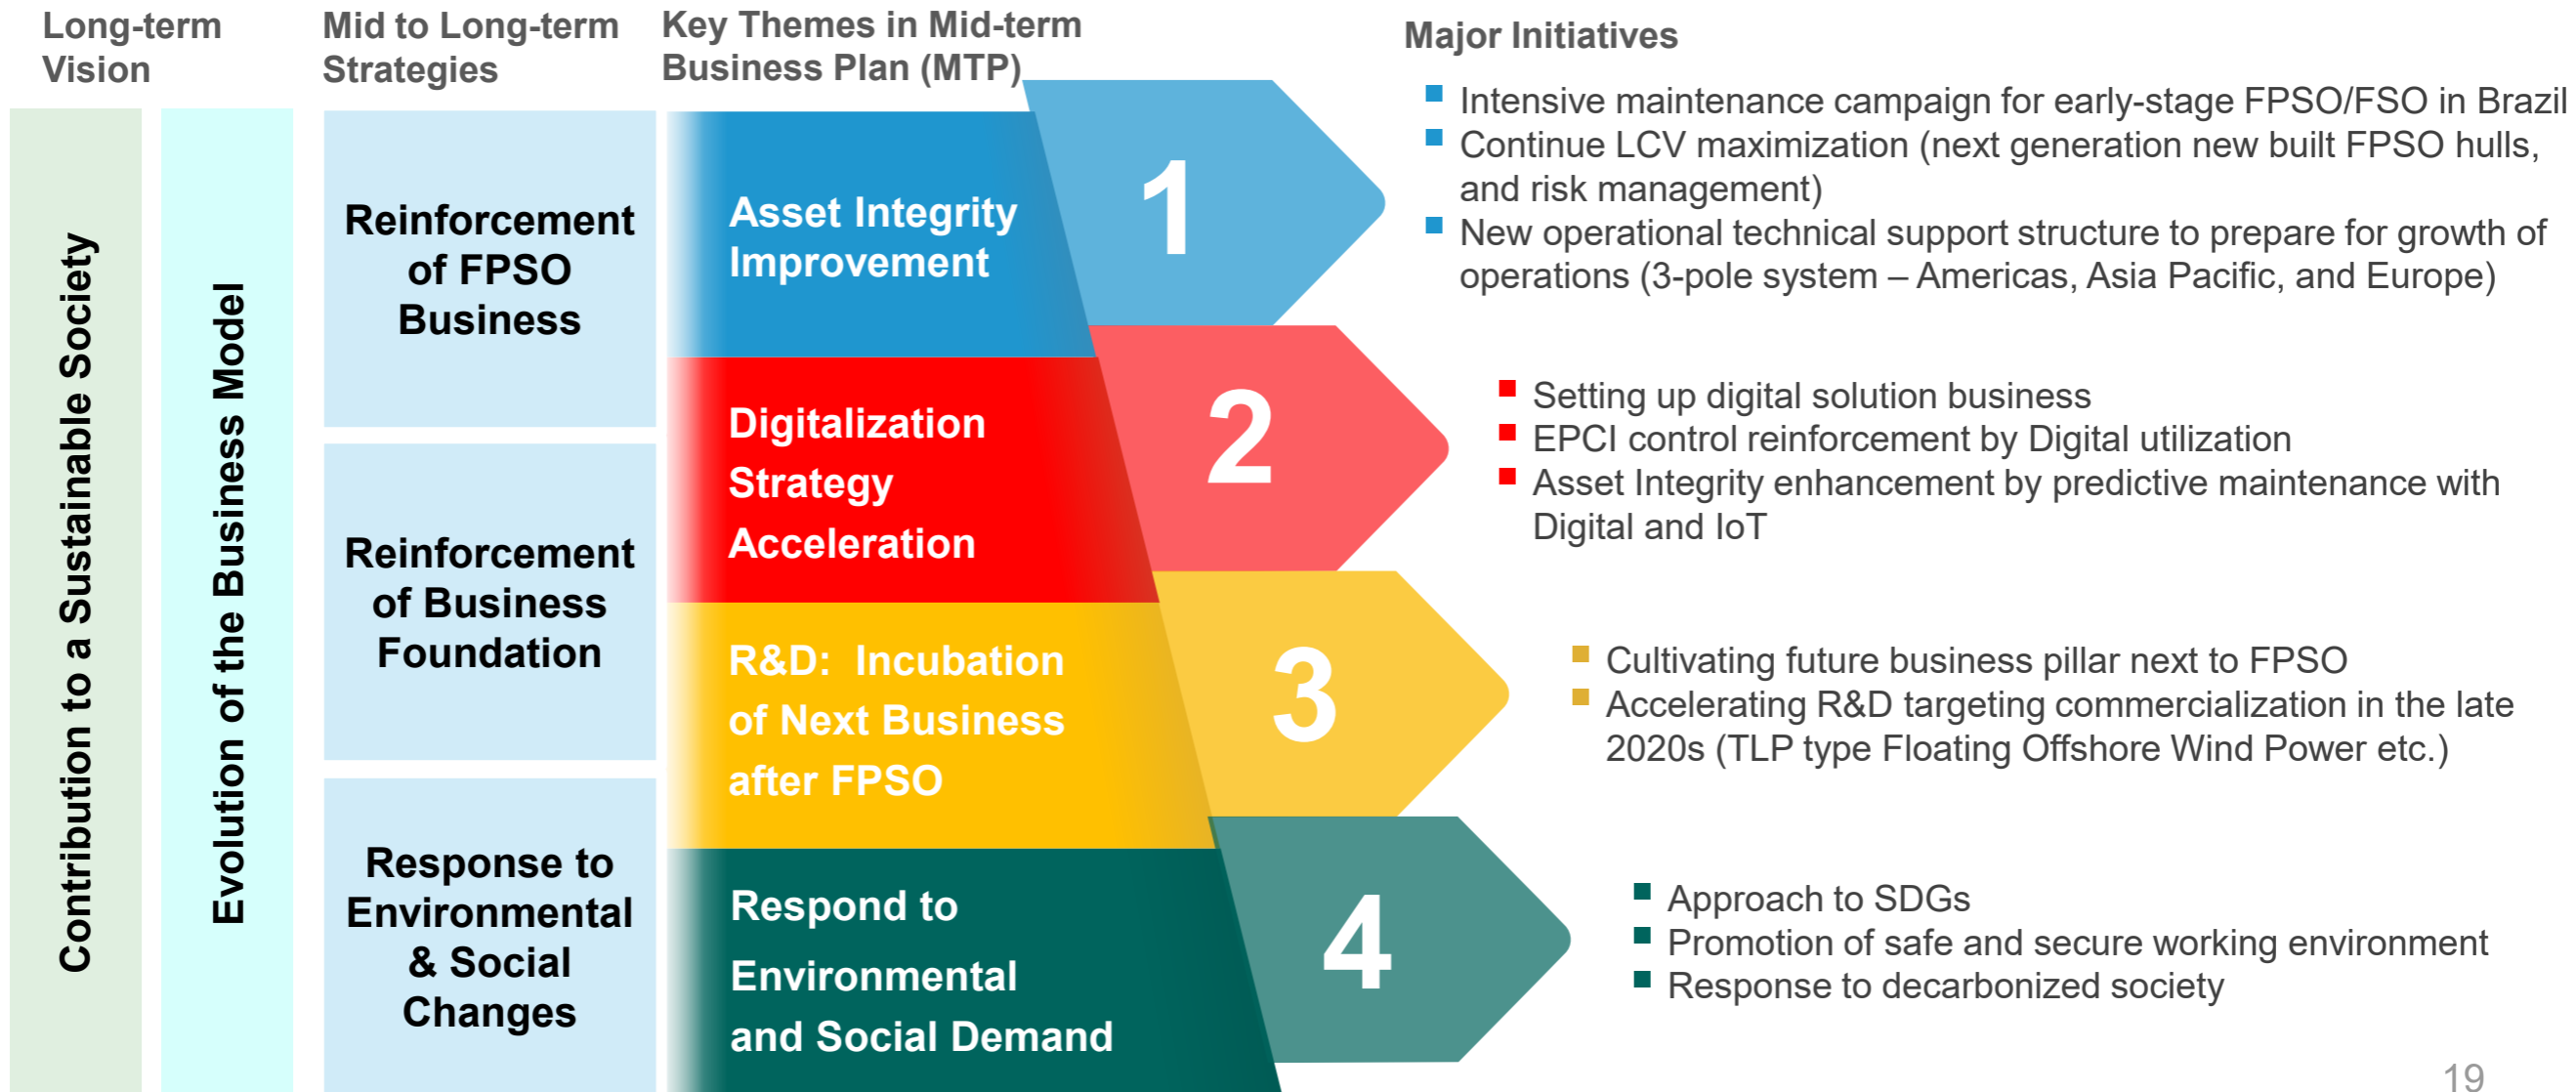 Long-term
Vision
Mid to Long-term
Strategies
Key Themes in Mid-term
Business Plan (MTP)
Major Initiatives
Contribution to a Sustainable Society
Evolution of the Business Model
Reinforcement
of FPSO
Business
Reinforcement
of Business
Foundation
Response to
Environmental
& Social
Changes
Asset Integrity
Improvement
1
■ Intensive maintenance campaign for early-stage FPSO/FSO in Brazil
■ Continue LCV maximization (next generation new built FPSO hulls,
and risk management)
■ New operational technical support structure to prepare for growth of
operations (3-pole system – Americas, Asia Pacific, and Europe)
Digitalization
Strategy
Acceleration
2
■ Setting up digital solution business
■ EPCI control reinforcement by Digital utilization
■ Asset Integrity enhancement by predictive maintenance with
Digital and IoT
R&D: Incubation
of Next Business
after FPSO
3
■ Cultivating future business pillar next to FPSO
■ Accelerating R&D targeting commercialization in the late
2020s (TLP type Floating Offshore Wind Power etc.)
Respond to
Environmental
and Social Demand
4
■ Approach to SDGs
■ Promotion of safe and secure working environment
■ Response to decarbonized society
19